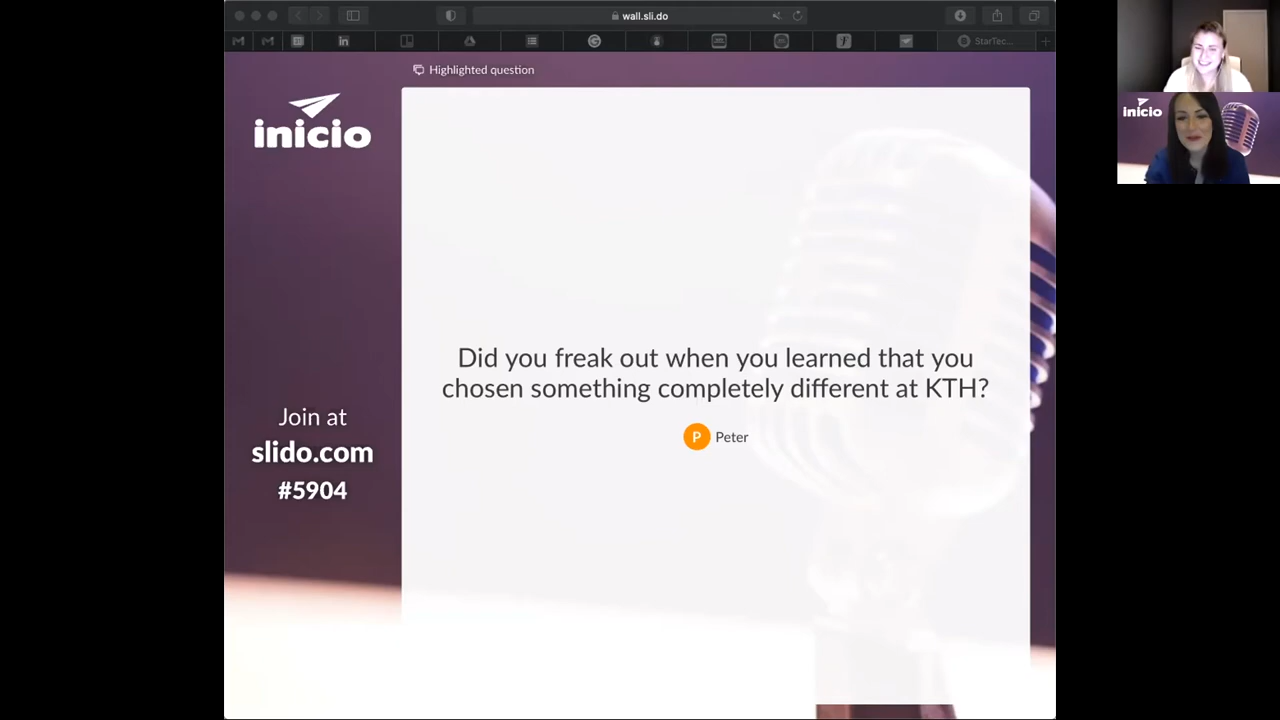 wall.sli.do
StarTec...
Highlighted question
inicio
inicio
Did you freak out when you learned that you
chosen something completely different at KTH?
P Peter
Join at
slido.com
#5904